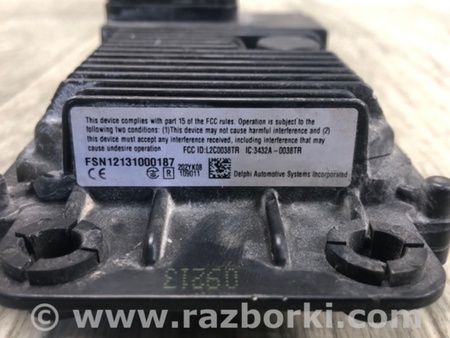 This device complies with part 15 of the FCC rules. Operation is subject to the
following two conditions: (1)This device may not cause harmful interference and (2)
this device must accept any interference received, including interference that may
cause undesire operation
FCC ID:L2C0038TR IC:3432A-0038TR
FSN12131000187
CE
R
202YK08
109011
Delphi Automotive Systems Incorporated
09213
www.razborki.com